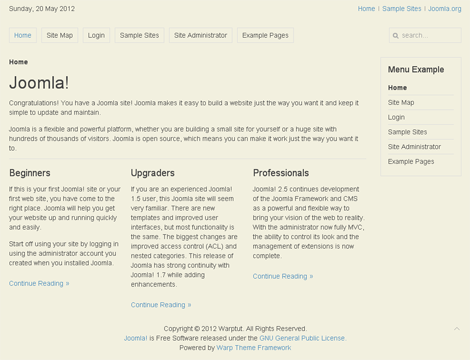 Sunday, 20 May 2012
Home | Sample Sites | Joomla.org
Home Site Map Login Sample Sites Site Administrator Example Pages
search...
Home
Joomla!
Congratulations! You have a Joomla site! Joomla makes it easy to build a website just the way you want it and keep it
simple to update and maintain.
Joomla is a flexible and powerful platform, whether you are building a small site for yourself or a huge site with
hundreds of thousands of visitors. Joomla is open source, which means you can make it work just the way you want it
to.
Beginners
If this is your first Joomla! site or your
first web site, you have come to the
right place. Joomla will help you get
your website up and running quickly
and easily.
Start off using your site by logging in
using the administrator account you
created when you installed Joomla.
Continue Reading »
Upgraders
If you are an experienced Joomla!
1.5 user, this Joomla site will seem
very familiar. There are new
templates and improved user
interfaces, but most functionality is
the same. The biggest changes are
improved access control (ACL) and
nested categories. This release of
Joomla has strong continuity with
Joomla! 1.7 while adding
enhancements.
Continue Reading »
Professionals
Joomla! 2.5 continues development
of the Joomla Framework and CMS
as a powerful and flexible way to
bring your vision of the web to reality.
With the administrator now fully MVC,
the ability to control its look and the
management of extensions is now
complete.
Continue Reading »
Menu Example
Home
Site Map
Login
Sample Sites
Site Administrator
Example Pages
Copyright © 2012 Warptut. All Rights Reserved.
Joomla! is Free Software released under the GNU General Public License.
Powered by Warp Theme Framework